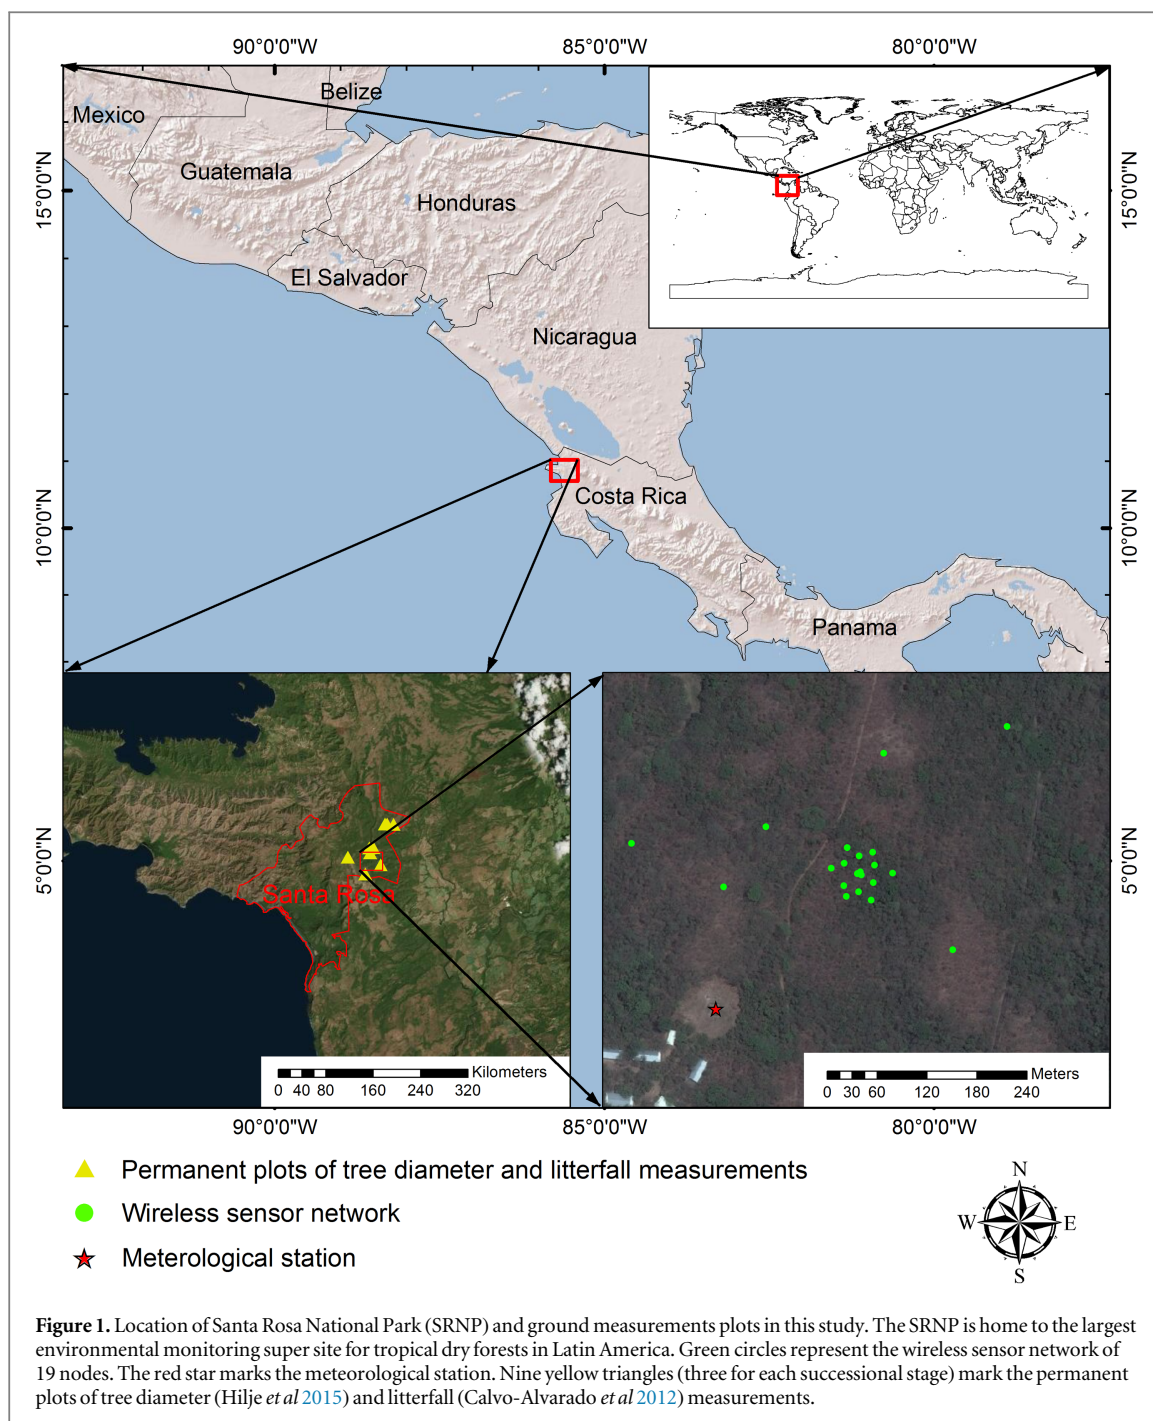 90°0'0"W
85°0'0"W
80°0'0"W
Belize
Mexico
Guatemala
15°0'0"N
15°0'0"N
Honduras
El Salvador
Nicaragua
Costa Rica
10°0'0"N
10°0'0"N
Panama
5°0'0"N
5°0'0"N
Santa Rosa
Kilometers
0 40 80 160 240 320
Meters
0 30 60 120 180 240
90°0'0"W
85°0'0"W
80°0'0"W
Permanent plots of tree diameter and litterfall measurements
Wireless sensor network
Meterological station
N
W
E
S
Figure 1. Location of Santa Rosa National Park (SRNP) and ground measurements plots in this study. The SRNP is home to the largest
environmental monitoring super site for tropical dry forests in Latin America. Green circles represent the wireless sensor network of
19 nodes. The red star marks the meteorological station. Nine yellow triangles (three for each successional stage) mark the permanent
plots of tree diameter (Hilje et al 2015) and litterfall (Calvo-Alvarado et al 2012) measurements.